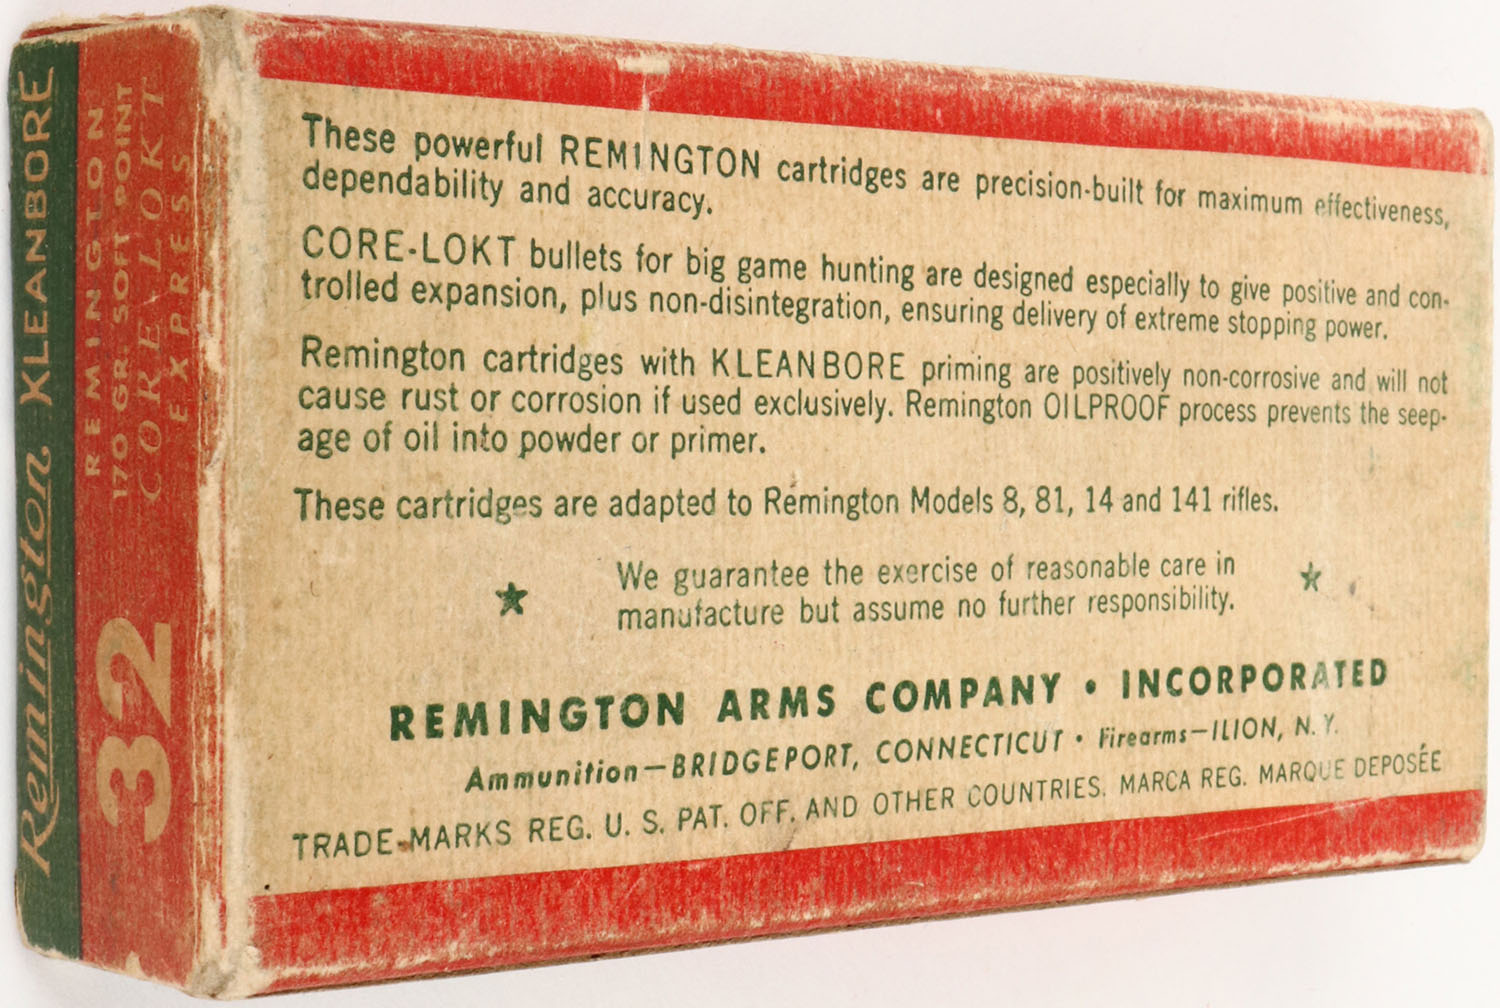 Remington KLEANBORE
REMINGTON
170 GR. SOFT POINT
CORE-LOKT
EXPRESS
32
These powerful REMINGTON cartridges are precision-built for maximum effectiveness,
dependability and accuracy.
CORE-LOKT bullets for big game hunting are designed especially to give positive and con-
trolled expansion, plus non-disintegration, ensuring delivery of extreme stopping power.
Remington cartridges with KLEANBORE priming are positively non-corrosive and will not
cause rust or corrosion if used exclusively. Remington OILPROOF process prevents the seep-
age of oil into powder or primer.
These cartridges are adapted to Remington Models 8, 81, 14 and 141 rifles.
We guarantee the exercise of reasonable care in
manufacture but assume no further responsibility.
REMINGTON ARMS COMPANY • INCORPORATED
Ammunition—BRIDGEPORT, CONNECTICUT • Firearms—ILION, N. Y.
TRADE-MARKS REG. U. S. PAT. OFF. AND OTHER COUNTRIES. MARCA REG. MARQUE DEPOSÉE